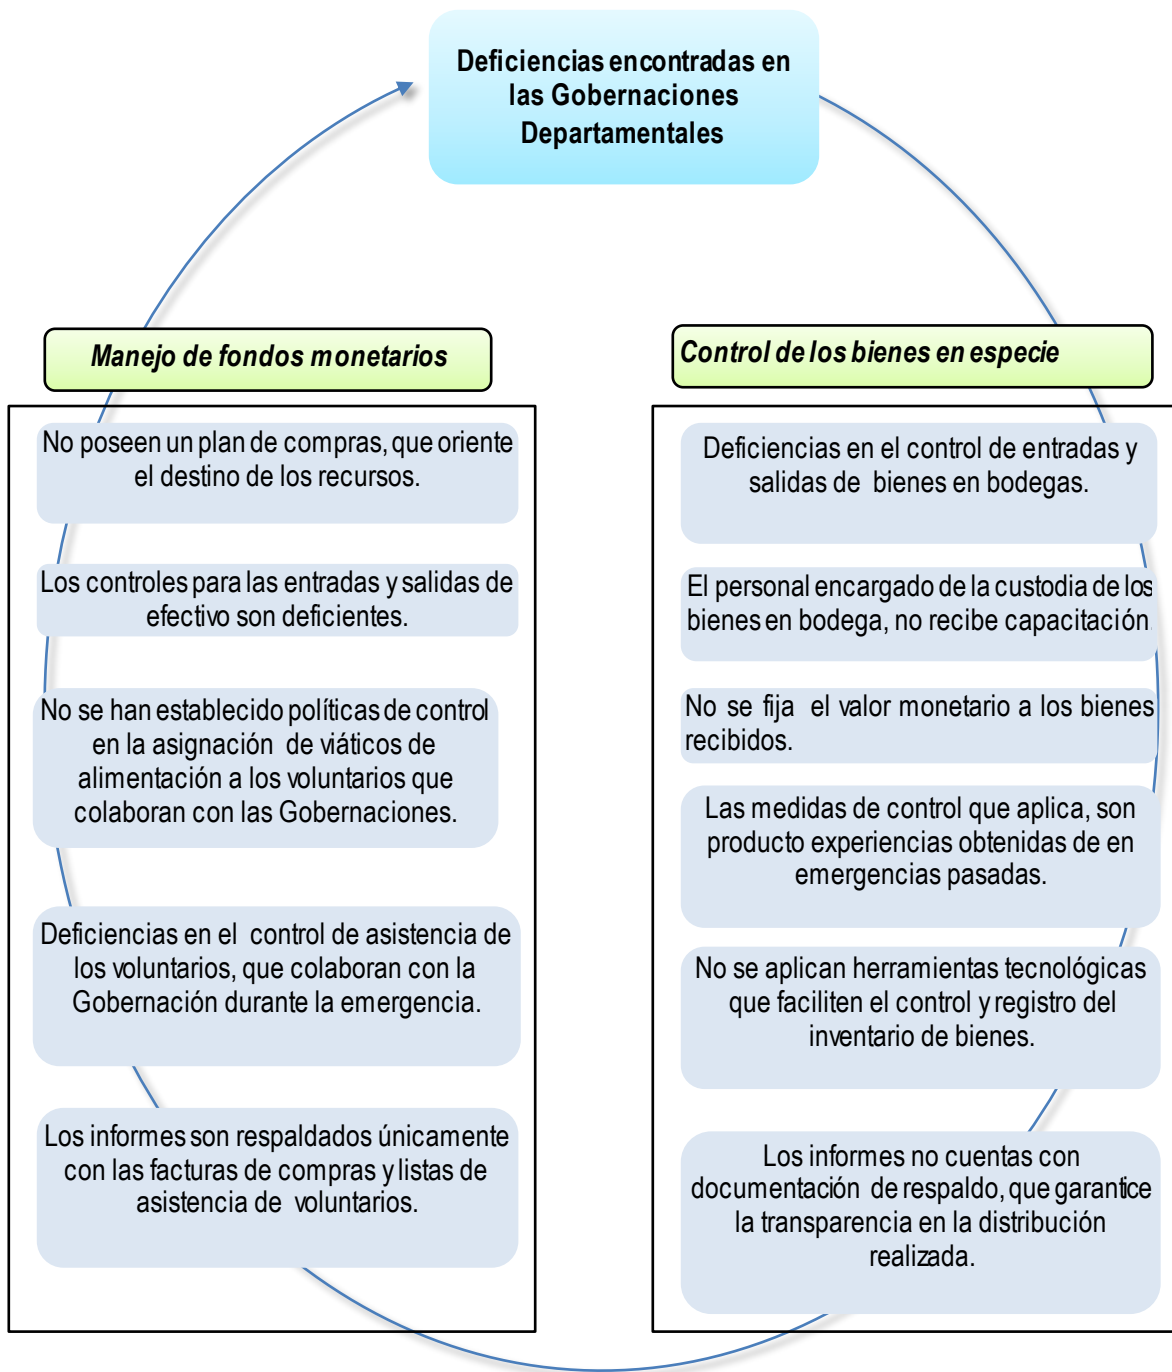 Deficiencias encontradas en
las Gobernaciones
Departamentales
Manejo de fondos monetarios
No poseen un plan de compras, que oriente
el destino de los recursos.
Los controles para las entradas y salidas de
efectivo son deficientes.
No se han establecido políticas de control
en la asignación de viáticos de
alimentación a los voluntarios que
colaboran con las Gobernaciones.
Deficiencias en el control de asistencia de
los voluntarios, que colaboran con la
Gobernación durante la emergencia.
Los informes son respaldados únicamente
con las facturas de compras y listas de
asistencia de voluntarios.
Control de los bienes en especie
Deficiencias en el control de entradas y
salidas de bienes en bodegas.
El personal encargado de la custodia de los
bienes en bodega, no recibe capacitación.
No se fija el valor monetario a los bienes
recibidos.
Las medidas de control que aplica, son
producto experiencias obtenidas de en
emergencias pasadas.
No se aplican herramientas tecnológicas
que faciliten el control y registro del
inventario de bienes.
Los informes no cuentas con
documentación de respaldo, que garantice
la transparencia en la distribución
realizada.